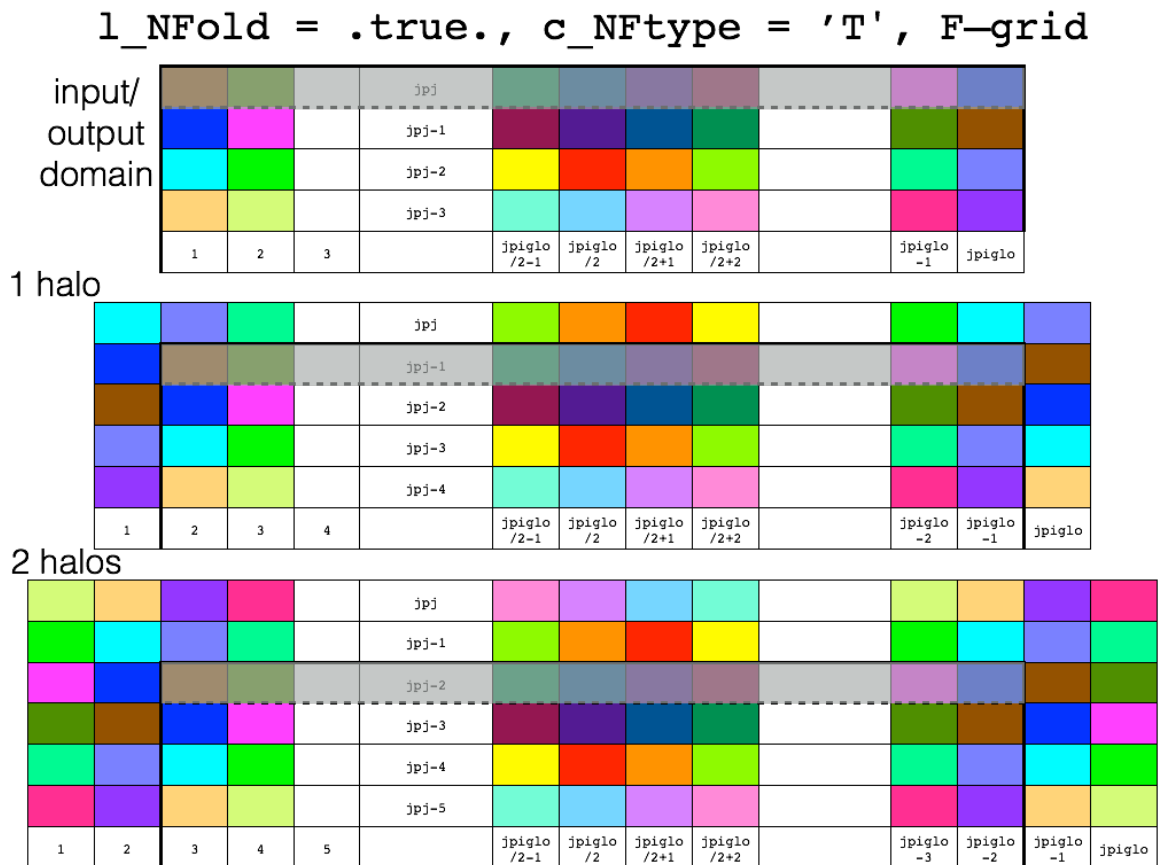 l_NFold = .true., c_NFtype = ’T', F—grid
input/
output
domain
jpj
jpj-1
jpj-2
jpj-3
1 2 3 jpiglo/2-1 jpiglo/2 jpiglo/2+1 jpiglo/2+2 jpiglo-1 jpiglo
1 halo
jpj
jpj-1
jpj-2
jpj-3
jpj-4
1 2 3 4 jpiglo/2-1 jpiglo/2 jpiglo/2+1 jpiglo/2+2 jpiglo-2 jpiglo-1 jpiglo
2 halos
jpj
jpj-1
jpj-2
jpj-3
jpj-4
jpj-5
1 2 3 4 5 jpiglo/2-1 jpiglo/2 jpiglo/2+1 jpiglo/2+2 jpiglo-3 jpiglo-2 jpiglo-1 jpiglo